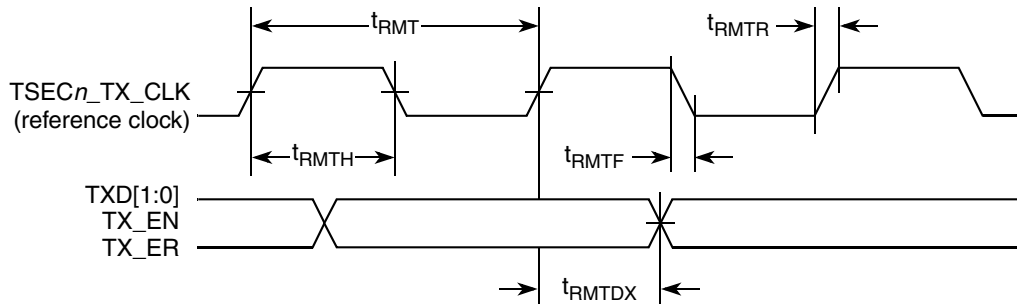 tRMT
tRMTR
TSECn_TX_CLK
(reference clock)
tRMTH
tRMTF
TXD[1:0]
TX_EN
TX_ER
tRMTDX